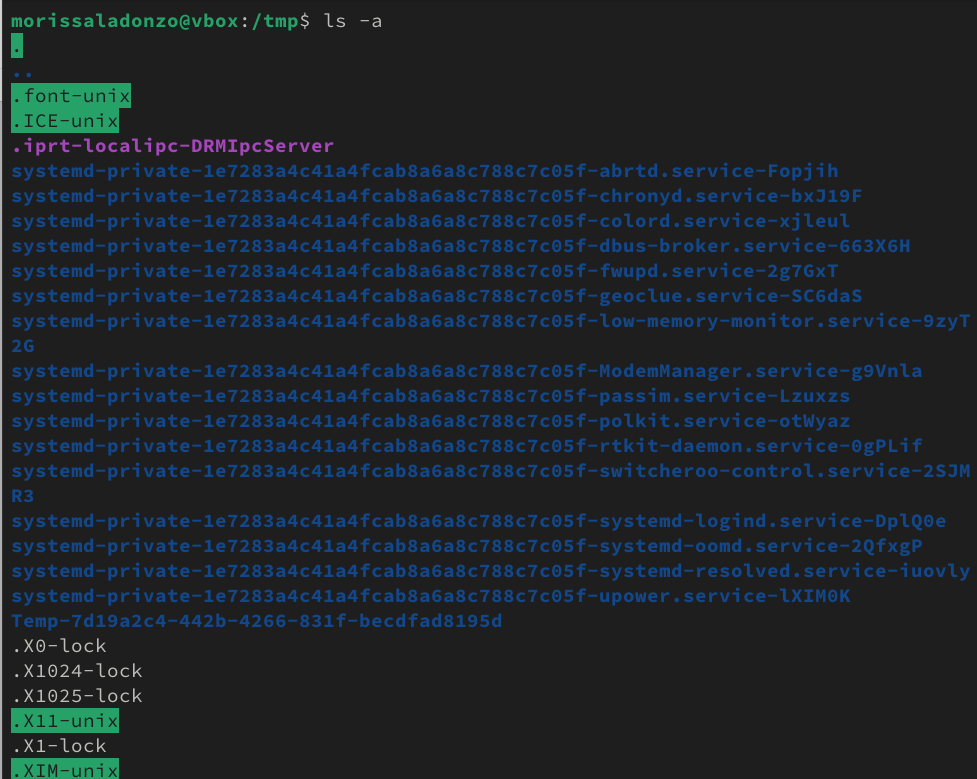 morissaladonzo@vbox:/tmp$ ls -a
.
..
.font-unix
.ICE-unix
.iprt-localipc-DRMIpcServer
systemd-private-1e7283a4c41a4fcab8a6a8c788c7c05f-abrtd.service-Fopjih
systemd-private-1e7283a4c41a4fcab8a6a8c788c7c05f-chronyd.service-bxJ19F
systemd-private-1e7283a4c41a4fcab8a6a8c788c7c05f-colord.service-xjleul
systemd-private-1e7283a4c41a4fcab8a6a8c788c7c05f-dbus-broker.service-663X6H
systemd-private-1e7283a4c41a4fcab8a6a8c788c7c05f-fwupd.service-2g7GxT
systemd-private-1e7283a4c41a4fcab8a6a8c788c7c05f-geoclue.service-SC6daS
systemd-private-1e7283a4c41a4fcab8a6a8c788c7c05f-low-memory-monitor.service-9zyT
2G
systemd-private-1e7283a4c41a4fcab8a6a8c788c7c05f-ModemManager.service-g9Vnla
systemd-private-1e7283a4c41a4fcab8a6a8c788c7c05f-passim.service-Lzuxzs
systemd-private-1e7283a4c41a4fcab8a6a8c788c7c05f-polkit.service-otWyaz
systemd-private-1e7283a4c41a4fcab8a6a8c788c7c05f-rtkit-daemon.service-0gPLif
systemd-private-1e7283a4c41a4fcab8a6a8c788c7c05f-switcheroo-control.service-2SJM
R3
systemd-private-1e7283a4c41a4fcab8a6a8c788c7c05f-systemd-logind.service-DplQ0e
systemd-private-1e7283a4c41a4fcab8a6a8c788c7c05f-systemd-oomd.service-2QfxgP
systemd-private-1e7283a4c41a4fcab8a6a8c788c7c05f-systemd-resolved.service-iuovly
systemd-private-1e7283a4c41a4fcab8a6a8c788c7c05f-upower.service-lXIM0K
Temp-7d19a2c4-442b-4266-831f-becdfad8195d
.X0-lock
.X1024-lock
.X1025-lock
.X11-unix
.X1-lock
.XIM-unix